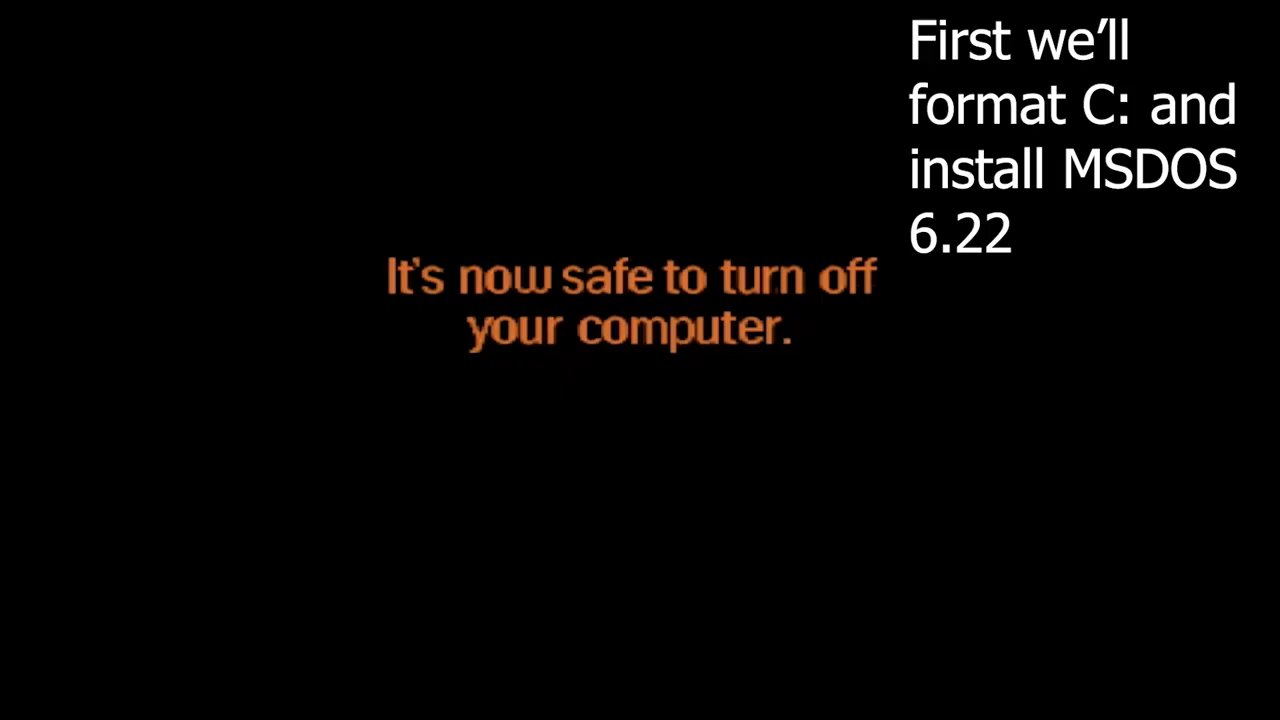 First we’ll
format C: and
install MSDOS
6.22
It's now safe to turn off
your computer.